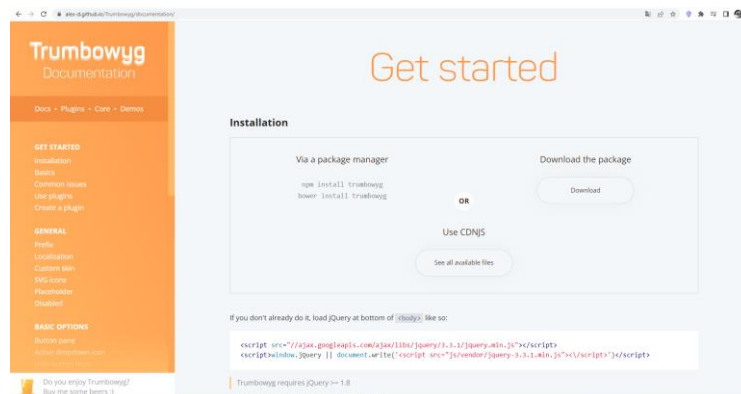 alex-d.github.io/Trumbowyg/documentation/
Trumbowyg
Documentation
Docs • Plugins • Core • Demos
GET STARTED
Installation
Basics
Common issues
Use plugins
Create a plugin
GENERAL
Prefix
Localization
Custom skin
SVG icons
Placeholder
Disabled
BASIC OPTIONS
Button pane
Active dropdown icon
Do you enjoy Trumbowyg?
Buy me some beers :)
Get started
Installation
Via a package manager
npm install trumbowyg
bower install trumbowyg
OR
Download the package
Download
Use CDNJS
See all available files
If you don't already do it, load jQuery at bottom of <body> like so:
<script src="//ajax.googleapis.com/ajax/libs/jquery/3.3.1/jquery.min.js"></script>
<script>window.jQuery || document.write('<script src="js/vendor/jquery-3.3.1.min.js"><\/script>')</script>
Trumbowyg requires jQuery >= 1.8